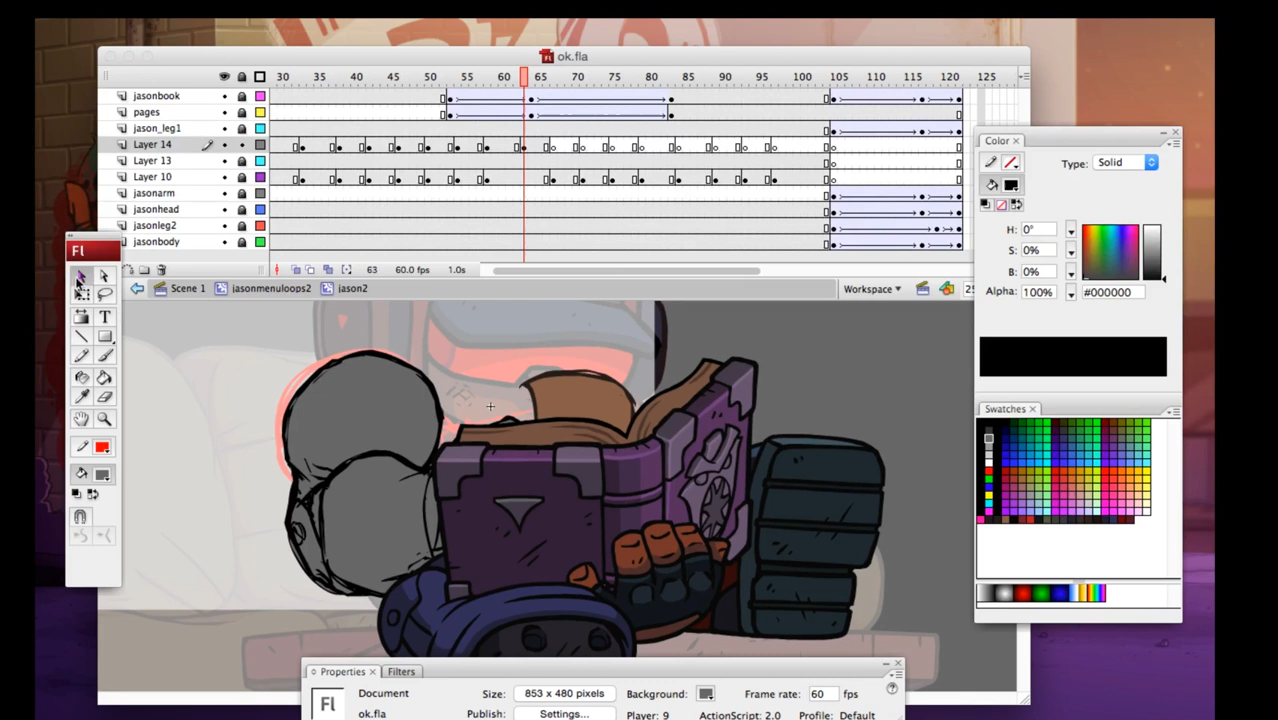 ok.fla
30 35 40 45 50 55 60 65 70 75 80 85 90 95 100 105 110 115 120 125
jasonbook
pages
jason_leg1
Layer 14
Layer 13
Layer 10
jasonarm
jasonhead
jasonleg2
jasonbody
63 60.0 fps 1.0s
Scene 1 jasonmenuloops2 jason2
Workspace
25
Fl
T
Color
Type: Solid
H: 0°
S: 0%
B: 0%
Alpha: 100% #000000
Swatches
Properties Filters
Fl
Document
ok.fla
Size: 853 x 480 pixels
Publish: Settings...
Background:
Player: 9
ActionScript: 2.0
Frame rate: 60 fps
Profile: Default